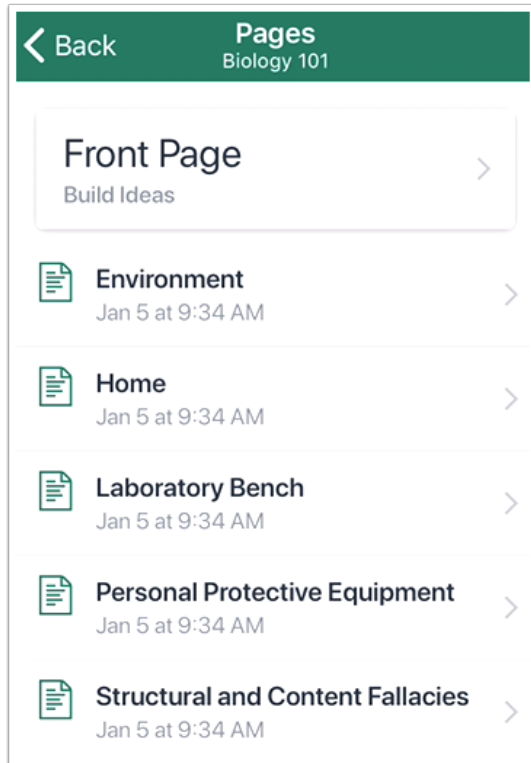 Back
Pages
Biology 101
Front Page
Build Ideas
Environment
Jan 5 at 9:34 AM
Home
Jan 5 at 9:34 AM
Laboratory Bench
Jan 5 at 9:34 AM
Personal Protective Equipment
Jan 5 at 9:34 AM
Structural and Content Fallacies
Jan 5 at 9:34 AM